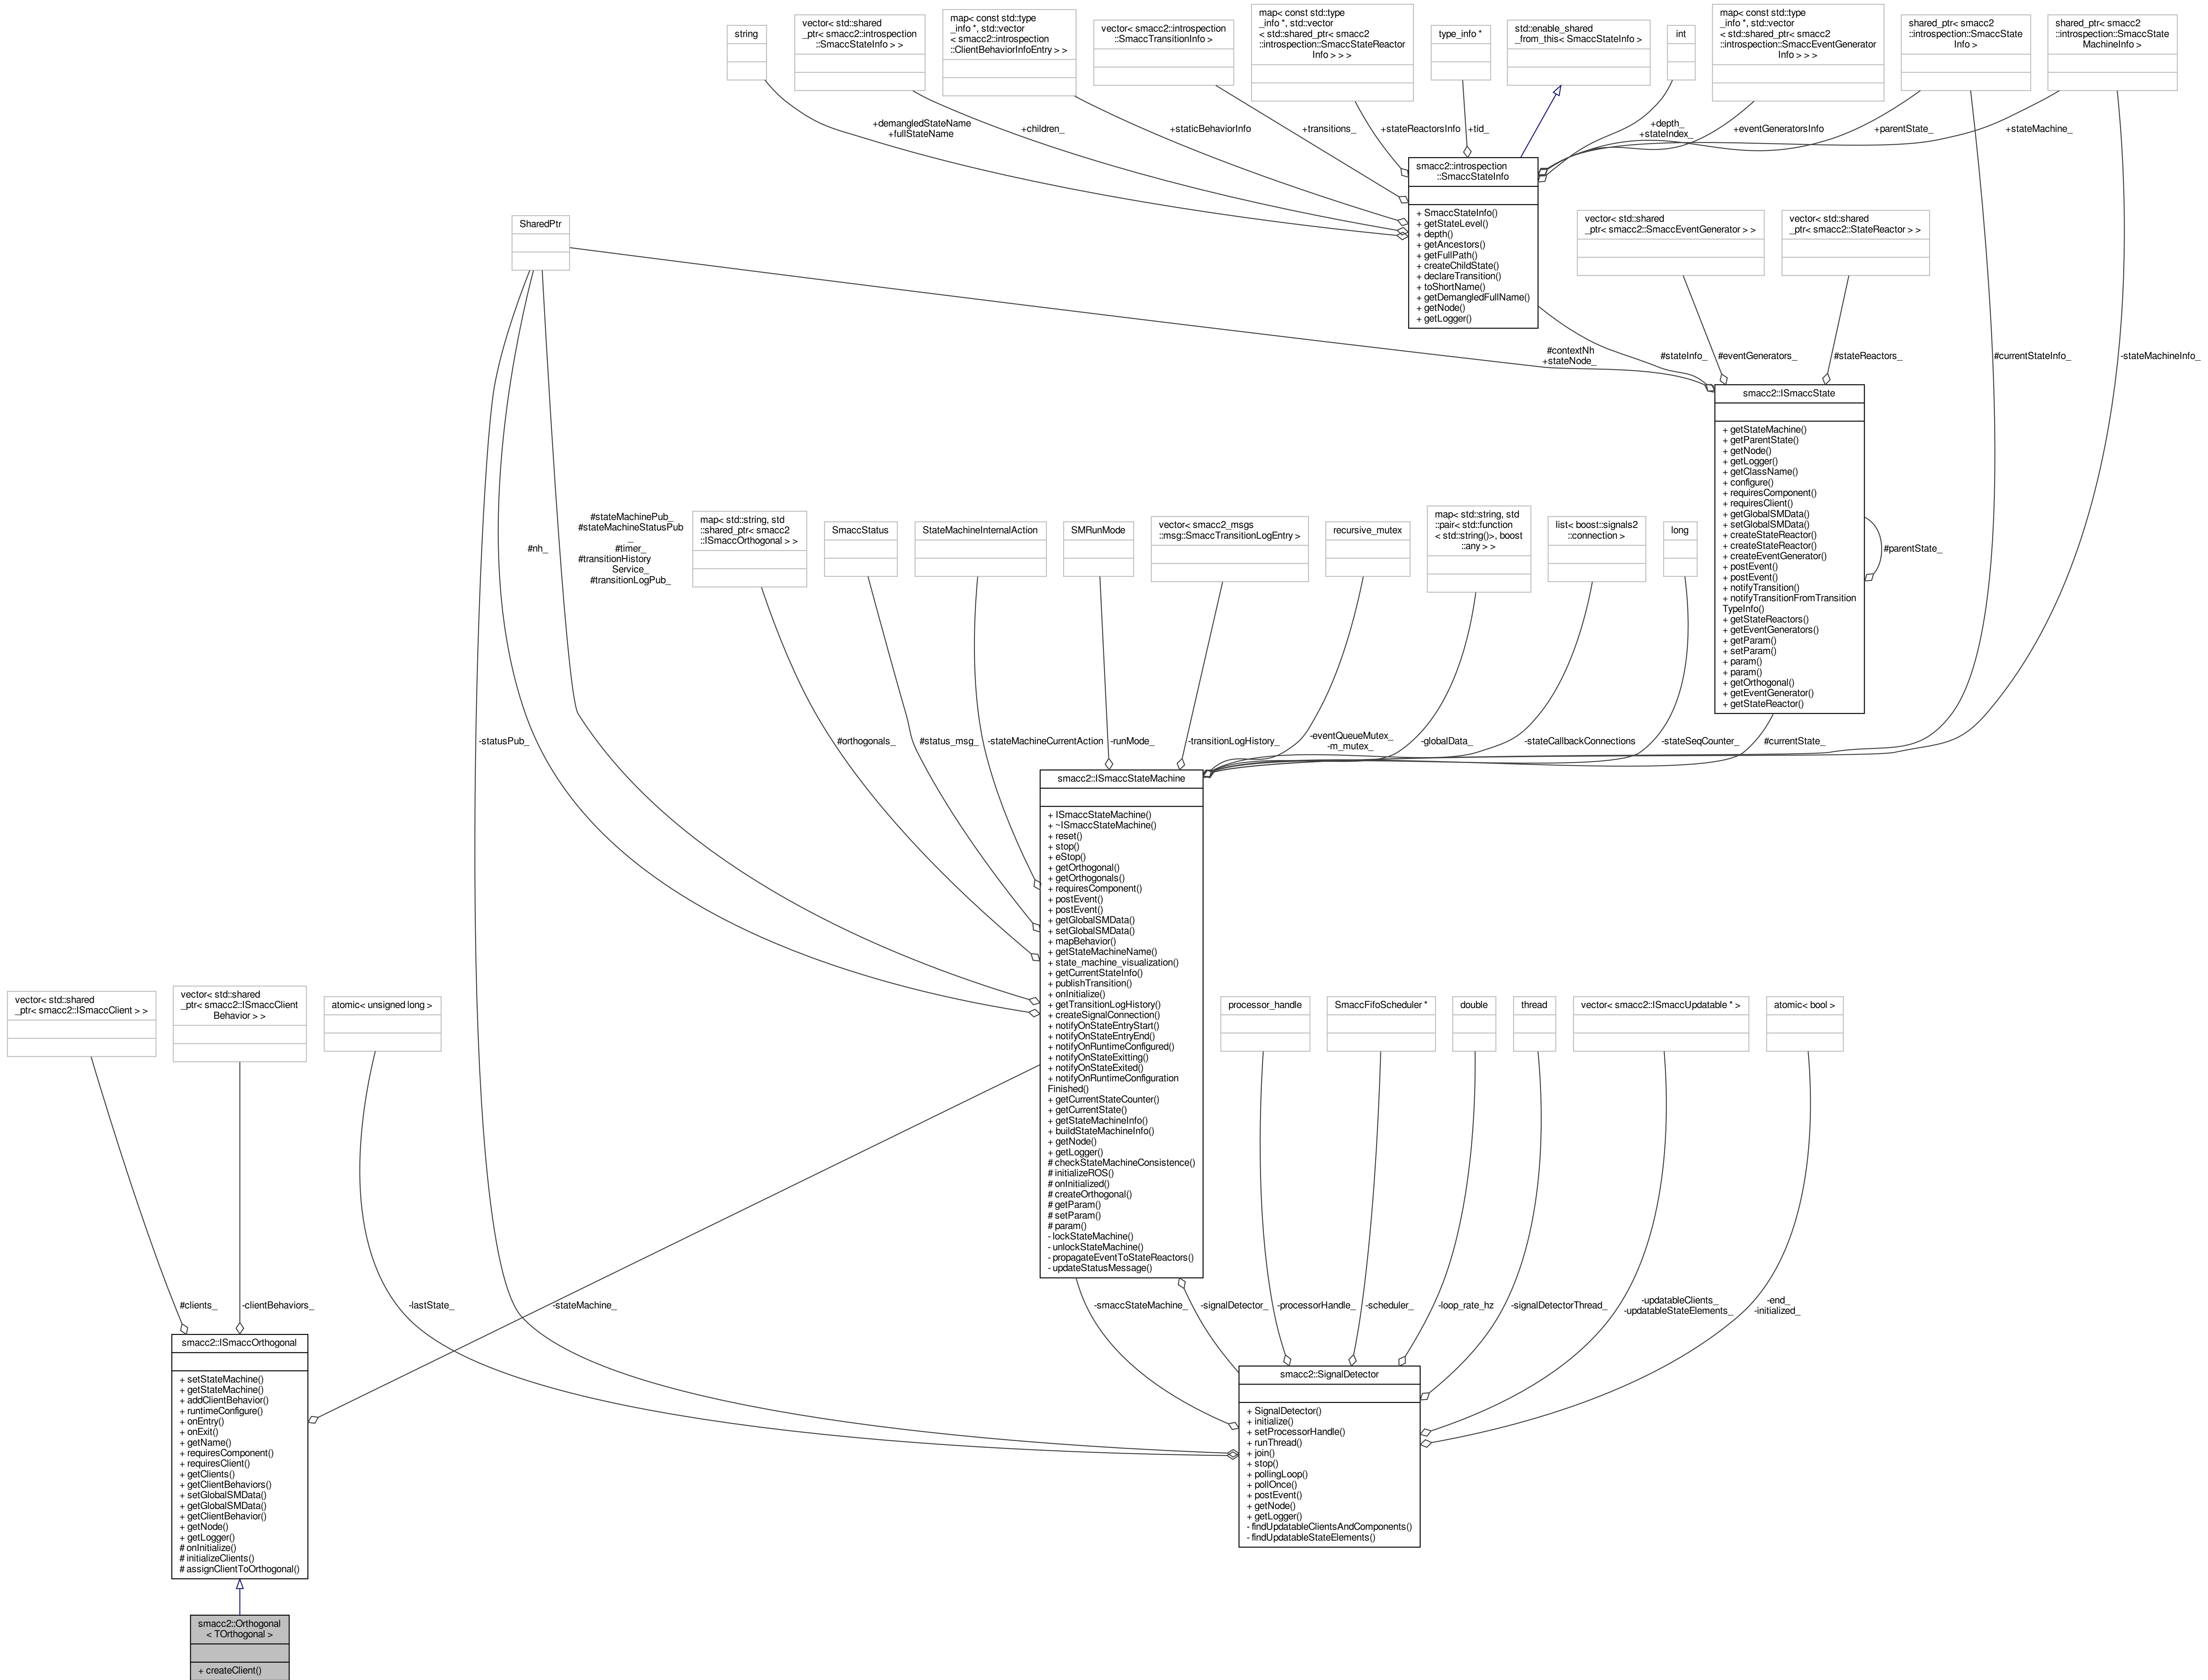 string
vector< std::shared
_ptr< smacc2::introspection
::SmaccStateInfo > >
map< const std::type
_info *, std::vector
< smacc2::introspection
::ClientBehaviorInfoEntry > >
vector< smacc2::introspection
::SmaccTransitionInfo >
map< const std::type
_info *, std::vector
< std::shared_ptr< smacc2
::introspection::SmaccStateReactor
Info > > >
type_info *
std::enable_shared
_from_this< SmaccStateInfo >
int
map< const std::type
_info *, std::vector
< std::shared_ptr< smacc2
::introspection::SmaccEventGenerator
Info > > >
shared_ptr< smacc2
::introspection::SmaccState
Info >
shared_ptr< smacc2
::introspection::SmaccState
MachineInfo >
+demangledStateName
+fullStateName
+children_
+staticBehaviorInfo
+transitions_
+stateReactorsInfo
+tid_
+depth_
+stateIndex_
+eventGeneratorsInfo
+parentState_
+stateMachine_
smacc2::introspection
::SmaccStateInfo
+ SmaccStateInfo()
+ getStateLevel()
+ depth()
+ getAncestors()
+ getFullPath()
+ createChildState()
+ declareTransition()
+ toShortName()
+ getDemangledFullName()
+ getNode()
+ getLogger()
SharedPtr
vector< std::shared
_ptr< smacc2::SmaccEventGenerator > >
vector< std::shared
_ptr< smacc2::StateReactor > >
#contextNh
+stateNode_
#stateInfo_
#eventGenerators_
#stateReactors_
#currentStateInfo_
-stateMachineInfo_
smacc2::ISmaccState
+ getStateMachine()
+ getParentState()
+ getNode()
+ getLogger()
+ getClassName()
+ configure()
+ requiresComponent()
+ requiresClient()
+ getGlobalSMData()
+ setGlobalSMData()
+ createStateReactor()
+ createStateReactor()
+ createEventGenerator()
+ postEvent()
+ postEvent()
+ notifyTransition()
+ notifyTransitionFromTransition
TypeInfo()
+ getStateReactors()
+ getEventGenerators()
+ getParam()
+ setParam()
+ param()
+ param()
+ getOrthogonal()
+ getEventGenerator()
+ getStateReactor()
#parentState_
#nh_
#stateMachinePub_
#stateMachineStatusPub
_
#timer_
#transitionHistory
Service_
#transitionLogPub_
map< std::string, std
::shared_ptr< smacc2
::ISmaccOrthogonal > >
SmaccStatus
StateMachineInternalAction
SMRunMode
vector< smacc2_msgs
::msg::SmaccTransitionLogEntry >
recursive_mutex
map< std::string, std
::pair< std::function
< std::string()>, boost
::any > >
list< boost::signals2
::connection >
long
-statusPub_
#orthogonals_
#status_msg_
-stateMachineCurrentAction
-runMode_
-transitionLogHistory_
-eventQueueMutex_
-m_mutex_
-globalData_
-stateCallbackConnections
-stateSeqCounter_
#currentState_
smacc2::ISmaccStateMachine
+ ISmaccStateMachine()
+ ~ISmaccStateMachine()
+ reset()
+ stop()
+ eStop()
+ getOrthogonal()
+ getOrthogonals()
+ requiresComponent()
+ postEvent()
+ postEvent()
+ getGlobalSMData()
+ setGlobalSMData()
+ mapBehavior()
+ getStateMachineName()
+ state_machine_visualization()
+ getCurrentStateInfo()
+ publishTransition()
+ onInitialize()
+ getTransitionLogHistory()
+ createSignalConnection()
+ notifyOnStateEntryStart()
+ notifyOnStateEntryEnd()
+ notifyOnRuntimeConfigured()
+ notifyOnStateExitting()
+ notifyOnStateExited()
+ notifyOnRuntimeConfiguration
Finished()
+ getCurrentStateCounter()
+ getCurrentState()
+ getStateMachineInfo()
+ buildStateMachineInfo()
+ getNode()
+ getLogger()
# checkStateMachineConsistence()
# initializeROS()
# onInitialized()
# createOrthogonal()
# getParam()
# setParam()
# param()
- lockStateMachine()
- unlockStateMachine()
- propagateEventToStateReactors()
- updateStatusMessage()
vector< std::shared
_ptr< smacc2::ISmaccClient > >
vector< std::shared
_ptr< smacc2::ISmaccClient
Behavior > >
atomic< unsigned long >
processor_handle
SmaccFifoScheduler *
double
thread
vector< smacc2::ISmaccUpdatable * >
atomic< bool >
#clients_
-clientBehaviors_
-lastState_
-stateMachine_
-smaccStateMachine_
-signalDetector_
-processorHandle_
-scheduler_
-loop_rate_hz
-signalDetectorThread_
-updatableClients_
-updatableStateElements_
-end_
-initialized_
smacc2::ISmaccOrthogonal
+ setStateMachine()
+ getStateMachine()
+ addClientBehavior()
+ runtimeConfigure()
+ onEntry()
+ onExit()
+ getName()
+ requiresComponent()
+ requiresClient()
+ getClients()
+ getClientBehaviors()
+ setGlobalSMData()
+ getGlobalSMData()
+ getClientBehavior()
+ getNode()
+ getLogger()
# onInitialize()
# initializeClients()
# assignClientToOrthogonal()
smacc2::SignalDetector
+ SignalDetector()
+ initialize()
+ setProcessorHandle()
+ runThread()
+ join()
+ stop()
+ pollingLoop()
+ pollOnce()
+ postEvent()
+ getNode()
+ getLogger()
- findUpdatableClientsAndComponents()
- findUpdatableStateElements()
smacc2::Orthogonal
< TOrthogonal >
+ createClient()